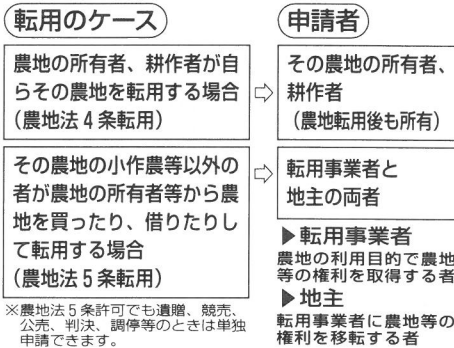 転用のケース
申請者
農地の所有者、耕作者が自
らその農地を転用する場合
(農地法4条転用)
⇨
その農地の所有者、
耕作者
(農地転用後も所有)
その農地の小作農等以外の
者が農地の所有者等から農
地を買ったり、借りたりし
て転用する場合
(農地法5条許可)
⇨
転用事業者と
地主の両者
▶転用事業者
農地の利用目的で農地
等の権利を取得する者
▶地主
転用事業者に農地等の
権利を移転する者
※農地法5条許可でも遺贈、競売、
公売、判決、調停等のときは単独
申請できます。